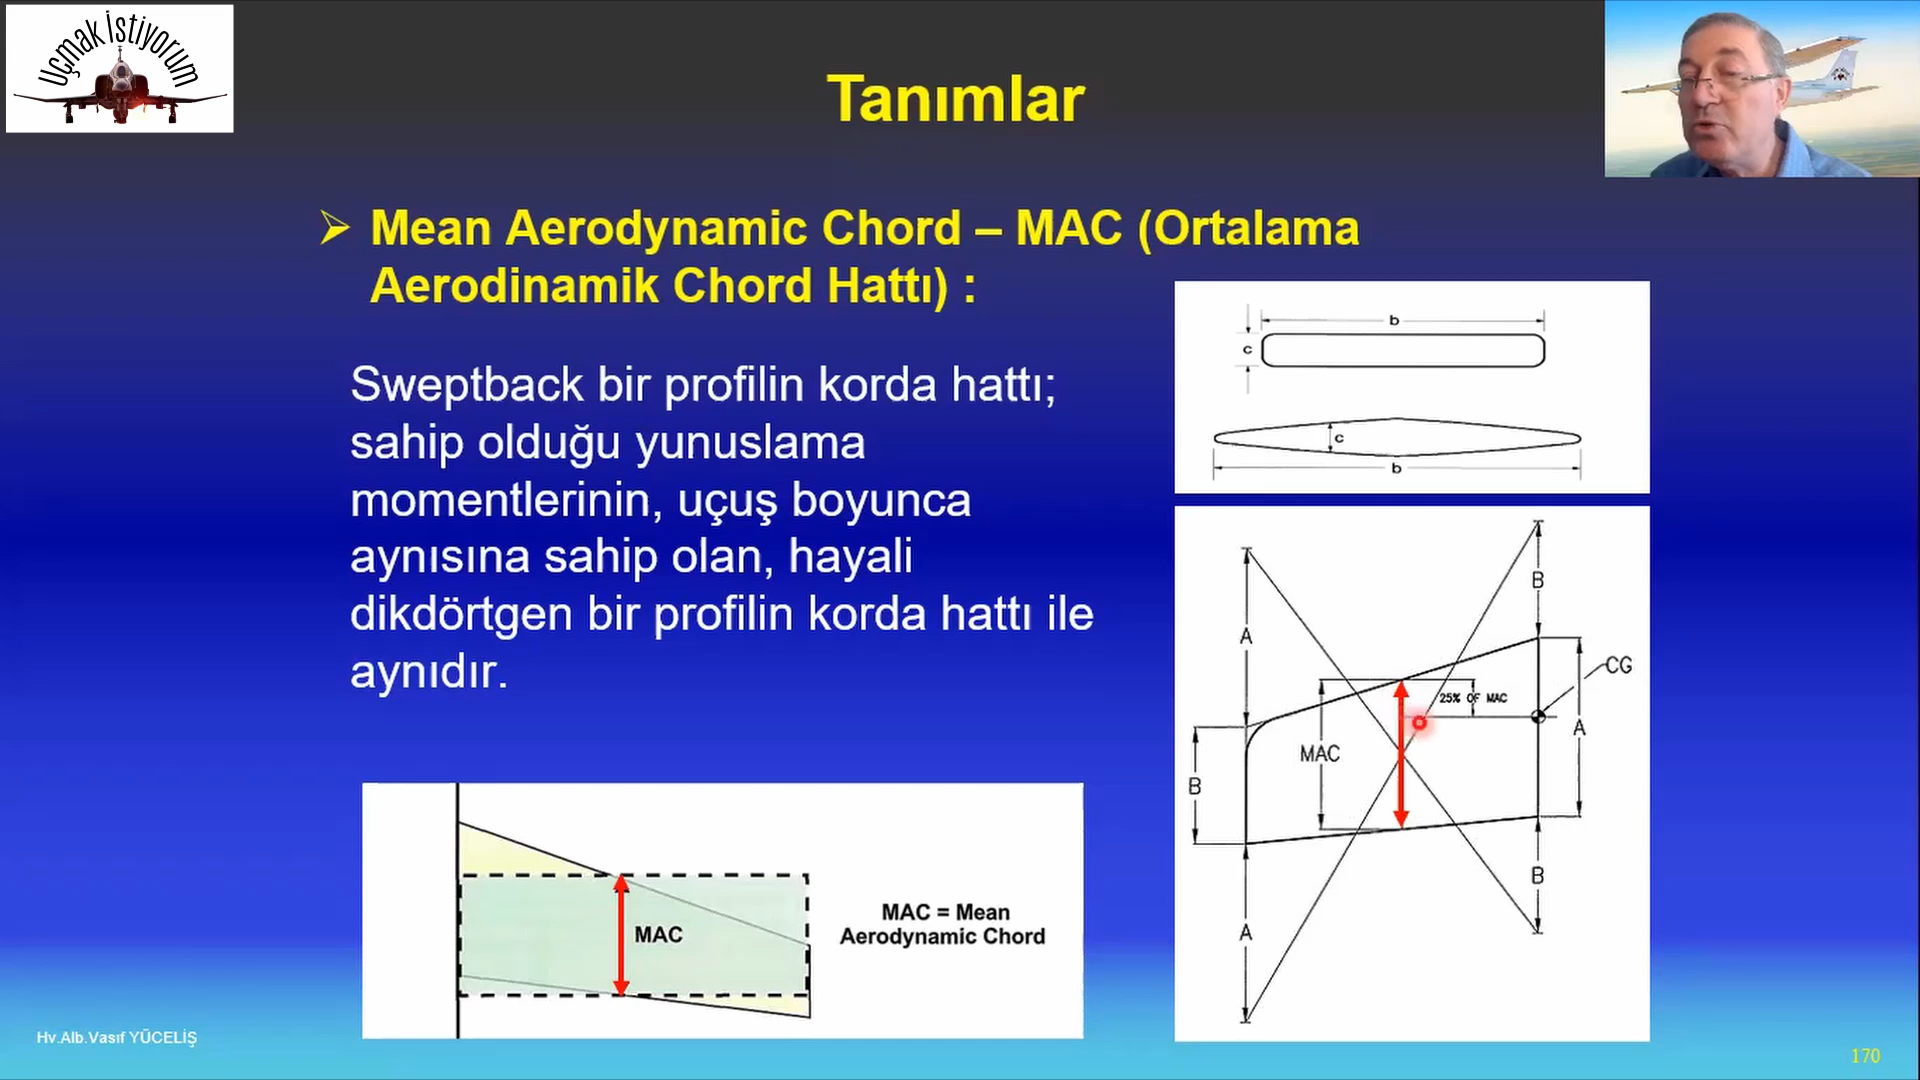 Uçmak İstiyorum
Tanımlar
➢ Mean Aerodynamic Chord – MAC (Ortalama
Aerodinamik Chord Hattı) :
Sweptback bir profilin korda hattı;
sahip olduğu yunuslama
momentlerinin, uçuş boyunca
aynısına sahip olan, hayali
dikdörtgen bir profilin korda hattı ile
aynıdır.
b
c
c
b
B
A
CG
25% OF MAC
A
MAC
B
B
A
MAC
MAC = Mean
Aerodynamic Chord
Hv.Alb.Vasıf YÜCELİŞ
170